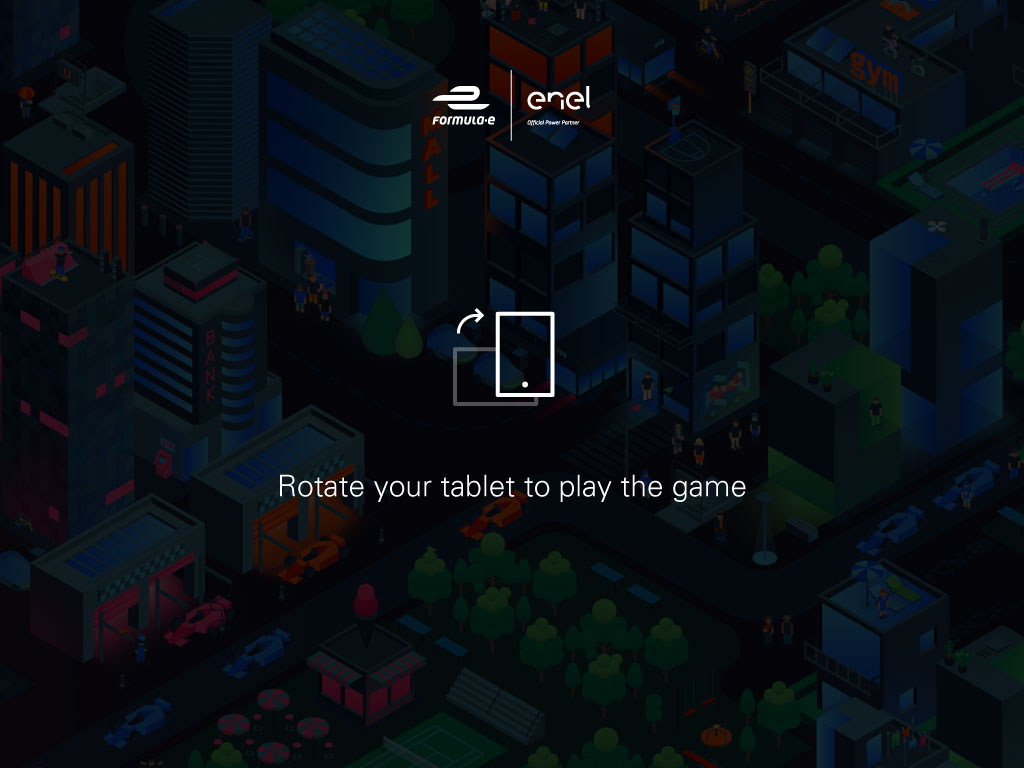 FORMULA-E
enel
Official Power Partner
gym
MALL
U
BANK
Rotate your tablet to play the game